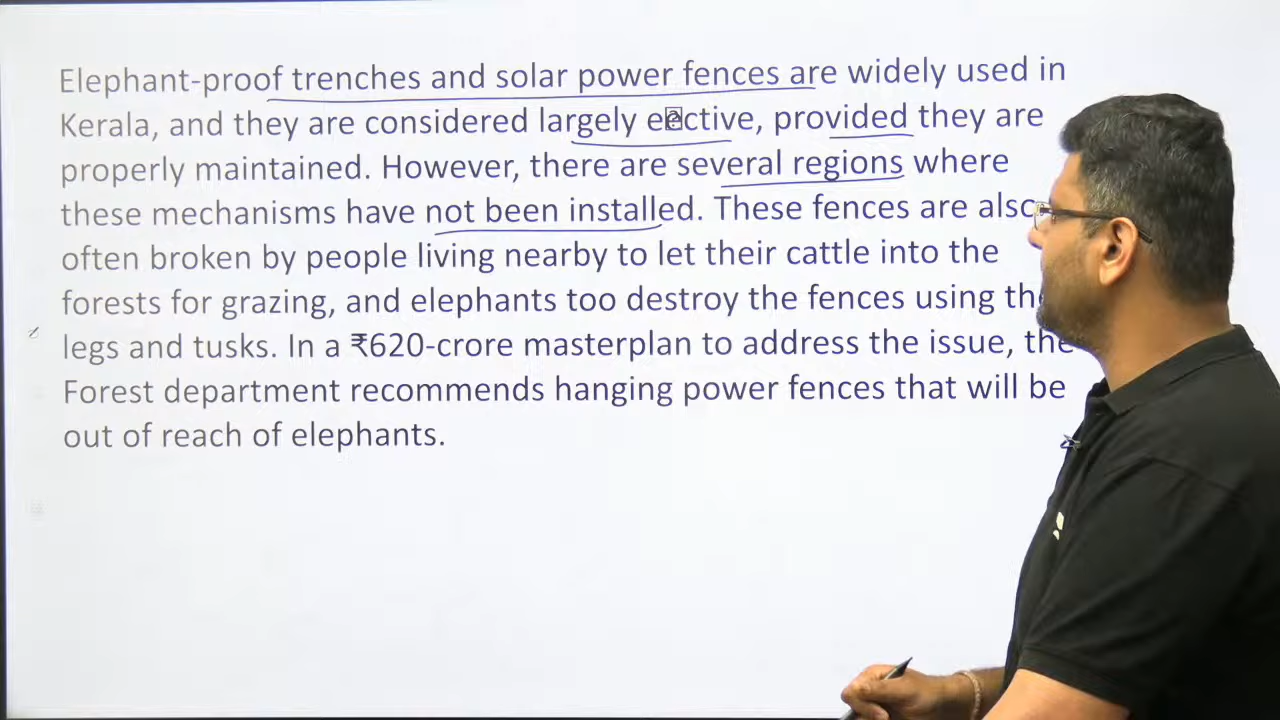 Elephant-proof trenches and solar power fences are widely used in
Kerala, and they are considered largely e�ctive, provided they are
properly maintained. However, there are several regions where
these mechanisms have not been installed. These fences are also
often broken by people living nearby to let their cattle into the
forests for grazing, and elephants too destroy the fences using
legs and tusks. In a ₹620-crore masterplan to address the issue, the
Forest department recommends hanging power fences that will be
out of reach of elephants.